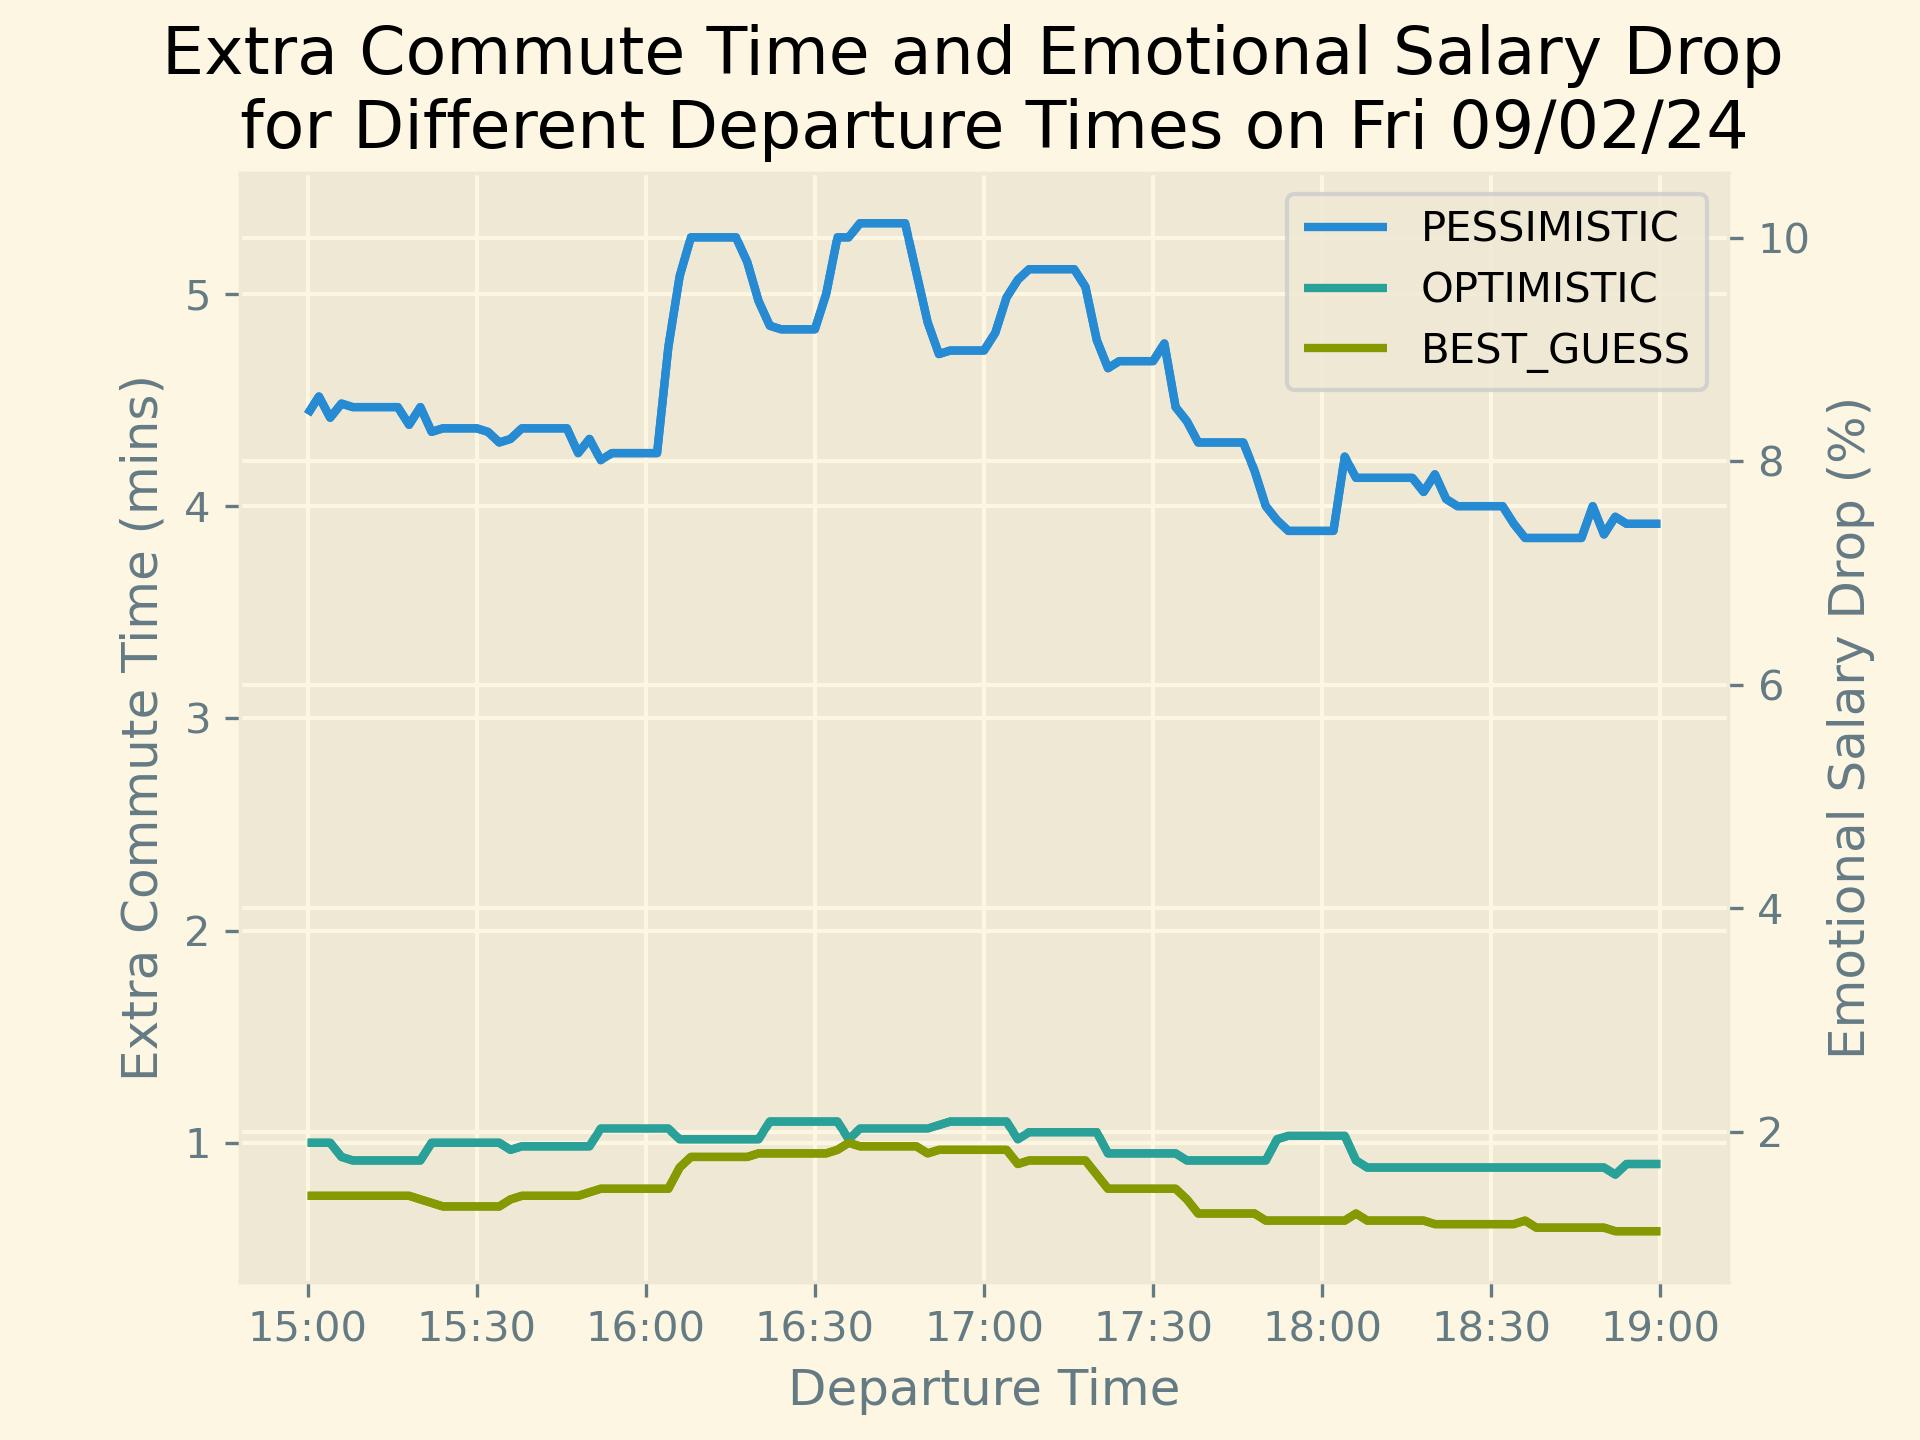 Extra Commute Time and Emotional Salary Drop
for Different Departure Times on Fri 09/02/24
PESSIMISTIC
OPTIMISTIC
BEST_GUESS
Extra Commute Time (mins)
5
4
3
2
1
10
8
6
4
2
Emotional Salary Drop (%)
15:00 15:30 16:00 16:30 17:00 17:30 18:00 18:30 19:00
Departure Time